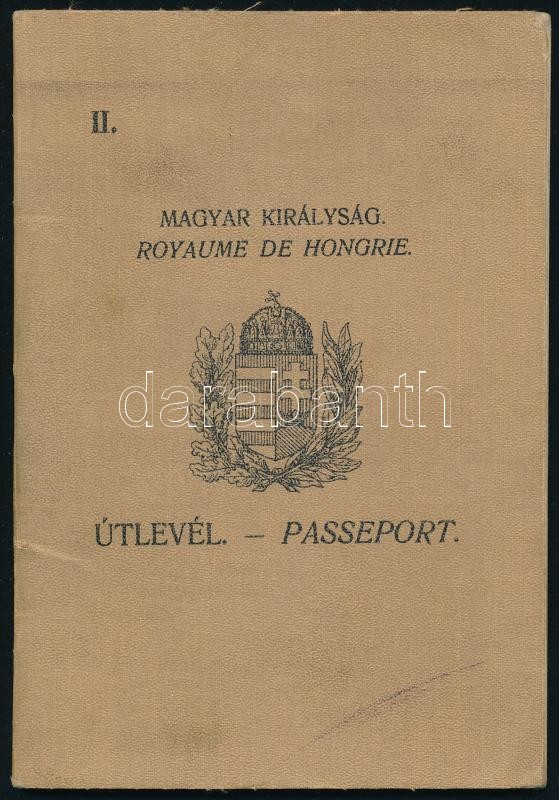 II.
MAGYAR KIRÁLYSÁG.
ROYAUME DE HONGRIE.
darabanth
ÚTLEVÉL. — PASSEPORT.